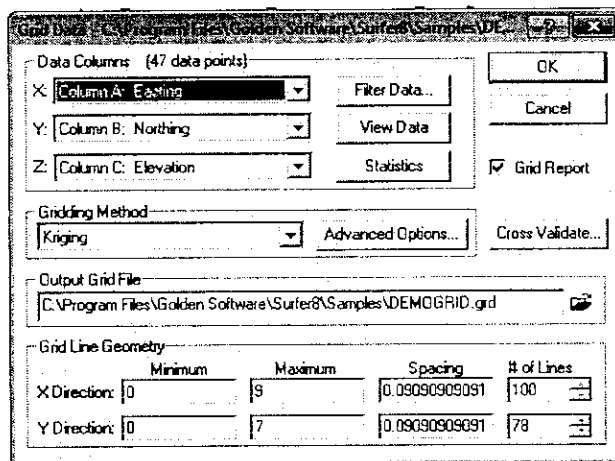 Grid Data - C:\Program Files\Golden Software\Surfer8\Samples\DE... ?
Data Columns (47 data points)
X: Column A: Easting
Filter Data...
OK
Y: Column B: Northing
View Data
Cancel
Z: Column C: Elevation
Statistics
Grid Report
Gridding Method
Kriging
Advanced Options...
Cross Validate...
Output Grid File
C:\Program Files\Golden Software\Surfer8\Samples\DEMOGRID.grd
Grid Line Geometry
Minimum Maximum Spacing # of Lines
X Direction: 0 9 0.09090909091 100
Y Direction: 0 7 0.09090909091 78